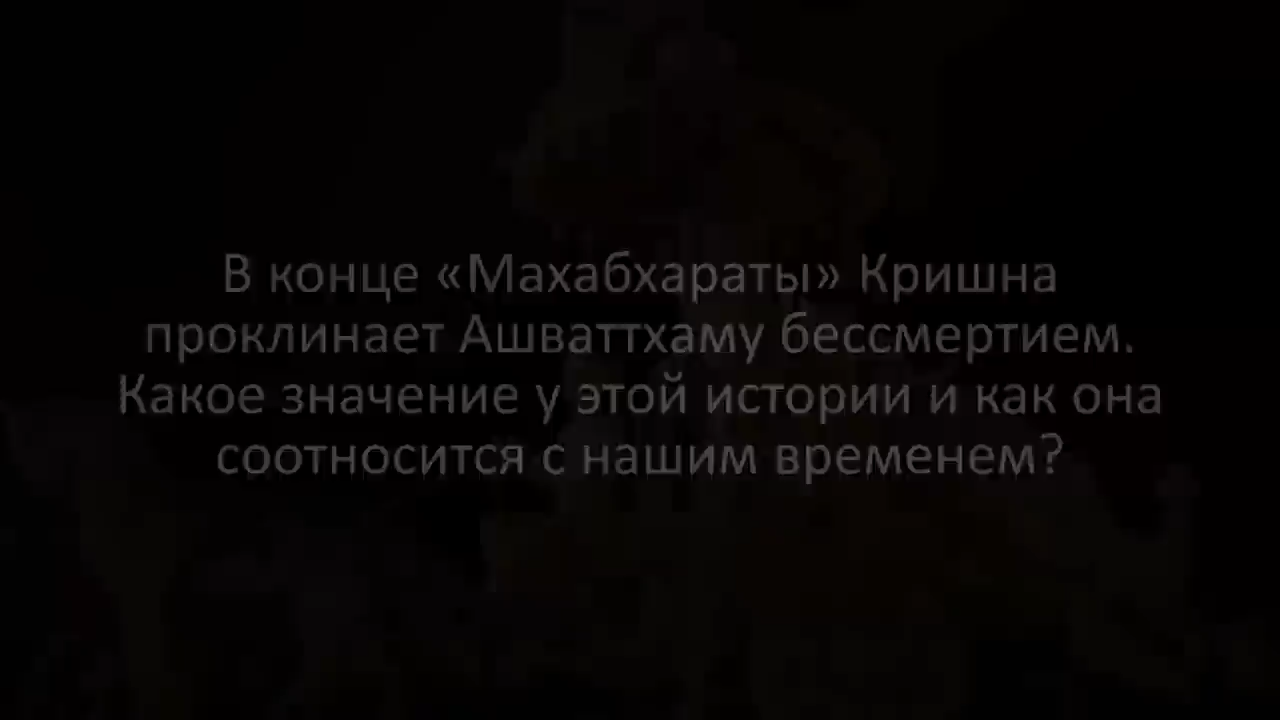 В конце «Махабхараты» Кришна
проклинает Ашваттхаму бессмертием.
Какое значение у этой истории и как она
соотносится с нашим временем?